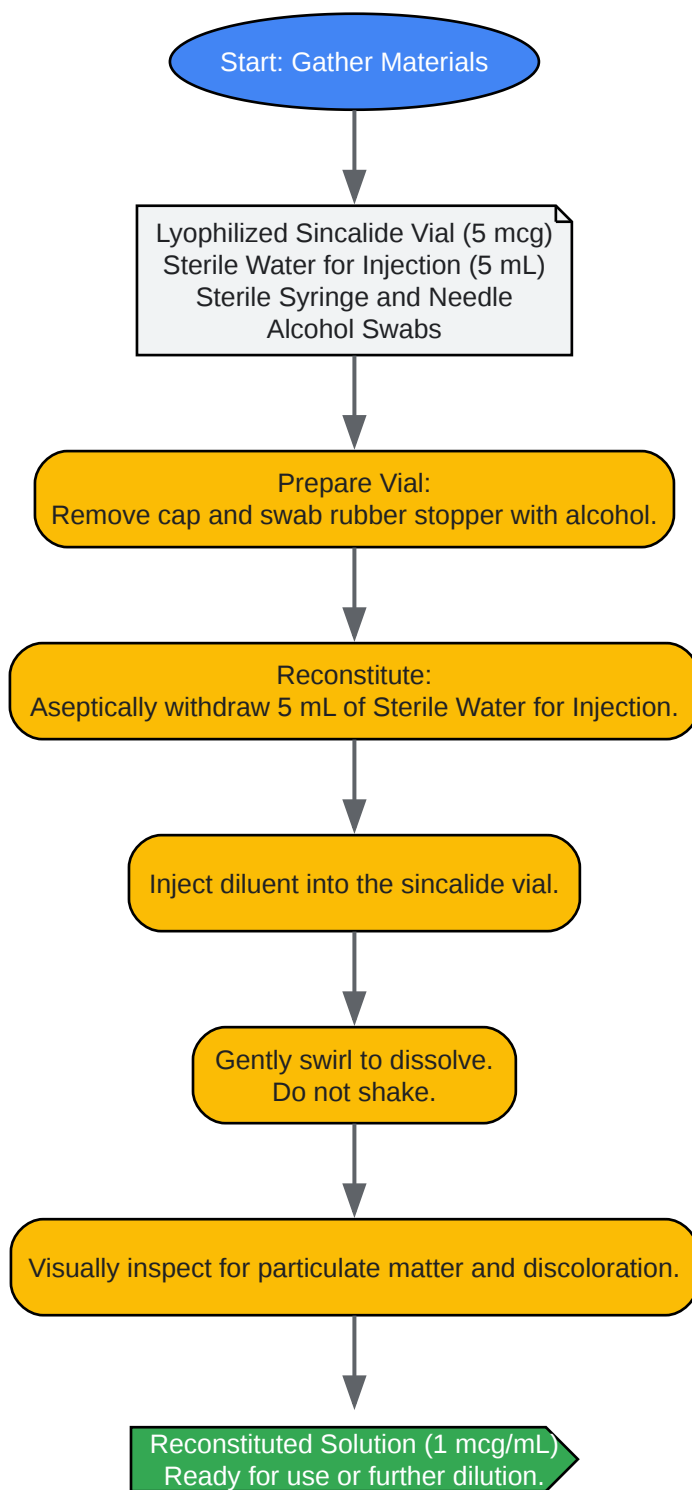 Start: Gather Materials
Lyophilized Sincalide Vial (5 mcg)
Sterile Water for Injection (5 mL)
Sterile Syringe and Needle
Alcohol Swabs
Prepare Vial:
Remove cap and swab rubber stopper with alcohol.
Reconstitute:
Aseptically withdraw 5 mL of Sterile Water for Injection.
Inject diluent into the sincalide vial.
Gently swirl to dissolve.
Do not shake.
Visually inspect for particulate matter and discoloration.
Reconstituted Solution (1 mcg/mL)
Ready for use or further dilution.